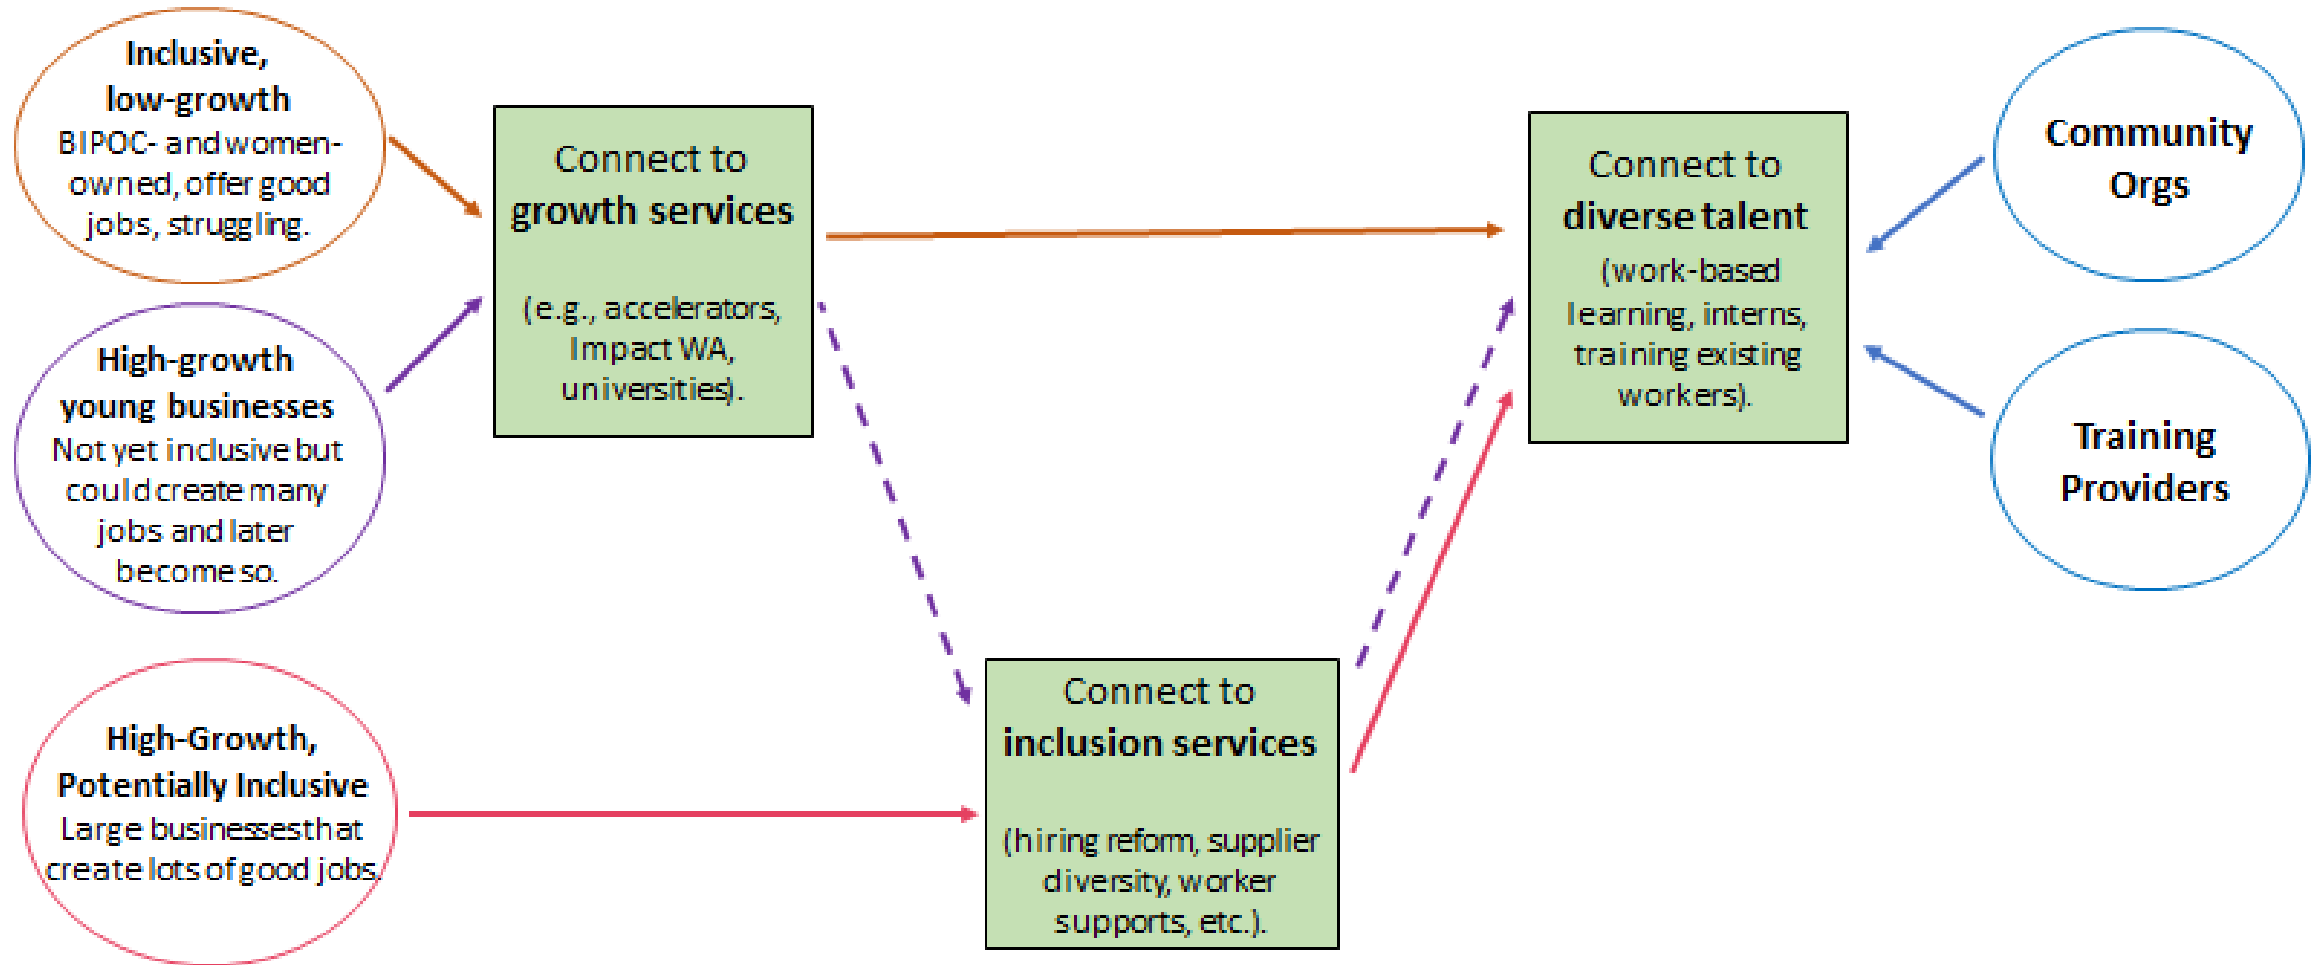 Inclusive,
low-growth
BIPOC- and women-
owned, offer good
jobs, struggling.
High-growth
young businesses
Not yet inclusive but
could create many
jobs and later
become so.
High-Growth,
Potentially Inclusive
Large businesses that
create lots of good jobs.
Connect to
growth services
(e.g., accelerators,
Impact WA,
universities).
Connect to
inclusion services
(hiring reform, supplier
diversity, worker
supports, etc.).
Connect to
diverse talent
(work-based
learning, interns,
training existing
workers).
Community
Orgs
Training
Providers